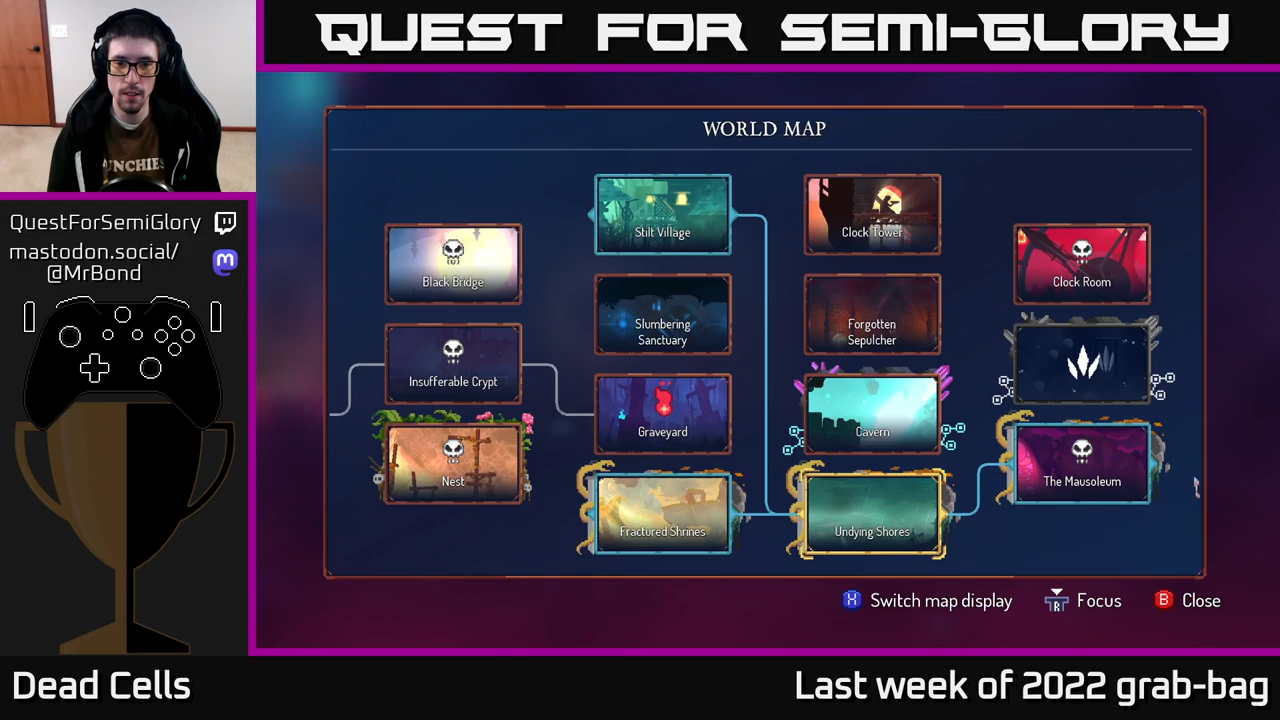 QUEST FOR SEMI-GLORY
UNCHIES
QuestForSemiGlory
mastodon.social/
@MrBond
WORLD MAP
Stilt Village
Clock Tower
Black Bridge
Clock Room
Slumbering
Sanctuary
Forgotten
Sepulcher
Insufferable Crypt
Graveyard
Cavern
Nest
The Mausoleum
Fractured Shrines
Undying Shores
X Switch map display
R Focus
B Close
Dead Cells
Last week of 2022 grab-bag